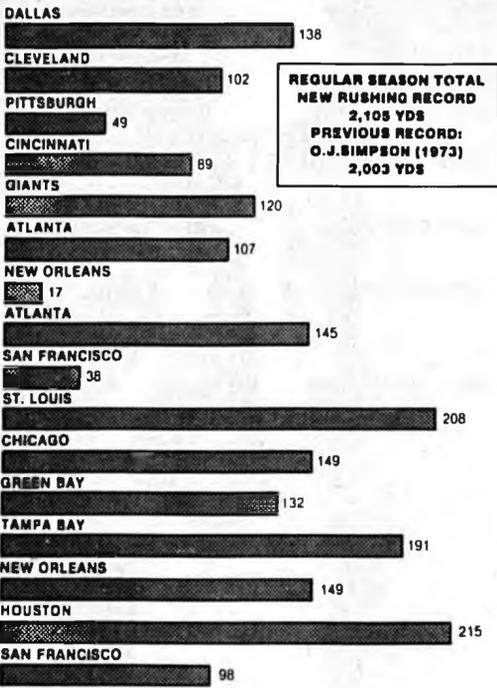 DALLAS
138
CLEVELAND
102
REGULAR SEASON TOTAL
NEW RUSHING RECORD
2,105 YDS
PREVIOUS RECORD:
O.J.SIMPSON (1973)
2,003 YDS
PITTSBURGH
49
CINCINNATI
89
GIANTS
120
ATLANTA
107
NEW ORLEANS
17
ATLANTA
145
SAN FRANCISCO
38
ST. LOUIS
208
CHICAGO
149
GREEN BAY
132
TAMPA BAY
191
NEW ORLEANS
149
HOUSTON
215
SAN FRANCISCO
98